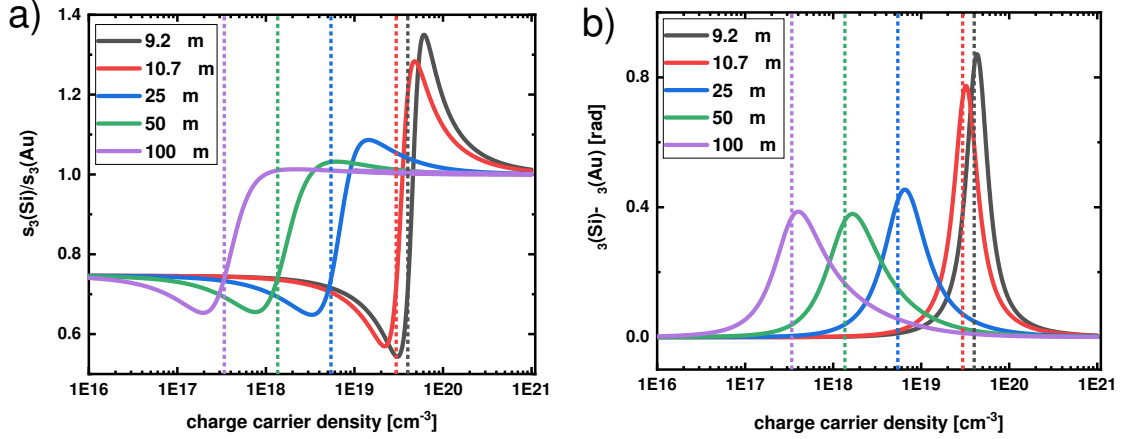 a)
s₃(Si)/s₃(Au)
1.4
1.2
1.0
0.8
0.6
9.2 m
10.7 m
25 m
50 m
100 m
1E16 1E17 1E18 1E19 1E20 1E21
charge carrier density [cm⁻³]
b)
₃(Si)- ₃(Au) [rad]
0.8
0.4
0.0
9.2 m
10.7 m
25 m
50 m
100 m
1E16 1E17 1E18 1E19 1E20 1E21
charge carrier density [cm⁻³]